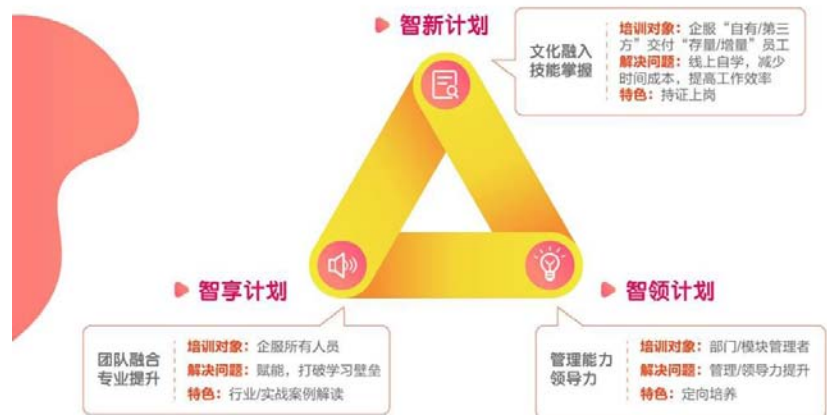 智新计划
文化融入
技能掌握
培训对象：企服“自有/第三
方”交付“存量/增量”员工
解决问题：线上自学，减少
时间成本，提高工作效率
特色：持证上岗
智享计划
团队融合
专业提升
培训对象：企服所有人员
解决问题：赋能，打破学习壁垒
特色：行业/实战案例解读
智领计划
管理能力
领导力
培训对象：部门/模块管理者
解决问题：管理/领导力提升
特色：定向培养